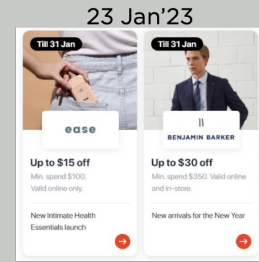 23 Jan'23
Till 31 Jan
ease
Up to $15 off
Min. spend $100.
Valid online only.
New Intimate Health
Essentials launch
Till 31 Jan
BENJAMIN BARKER
Up to $30 off
Min. spend $350. Valid online
and in-store.
New arrivals for the New Year